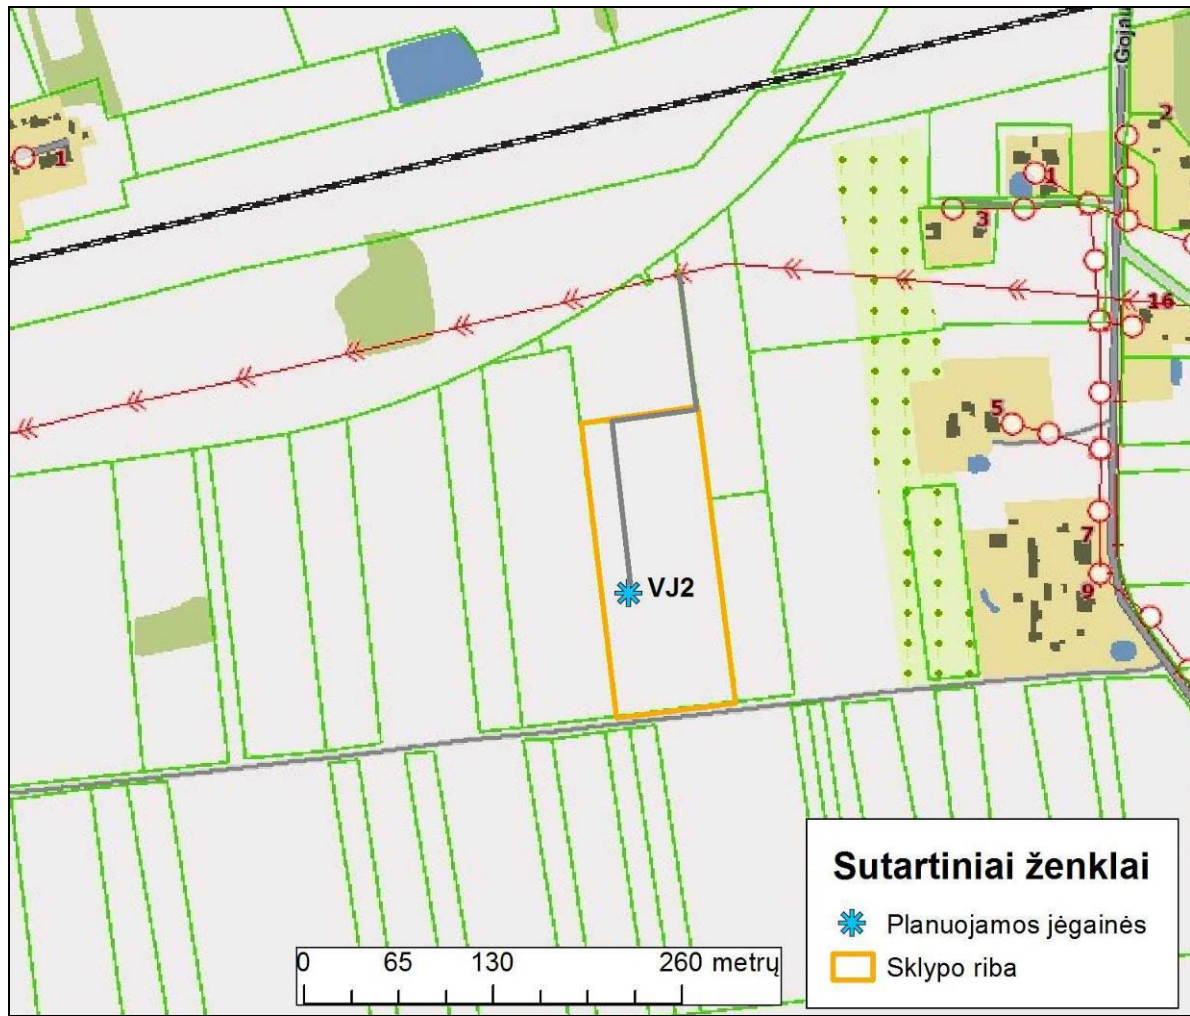 Gojau
2
1
1
3
16
5
7
9
VJ2
Sutartiniai ženklai
Planuojamos jėgainės
Sklypo riba
0 65 130 260 metrų